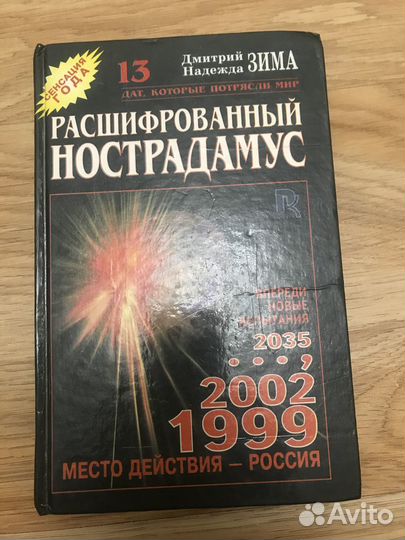 СЕНСАЦИЯ
ГОДА
13
Дмитрий
Надежда ЗИМА
ДАТ, КОТОРЫЕ ПОТРЯСЛИ МИР
РАСШИФРОВАННЫЙ
НОСТРАДАМУС
ВПЕРЕДИ
НОВЫЕ
ИСПЫТАНИЯ
2035
...,
2002
1999
МЕСТО ДЕЙСТВИЯ — РОССИЯ
Avito